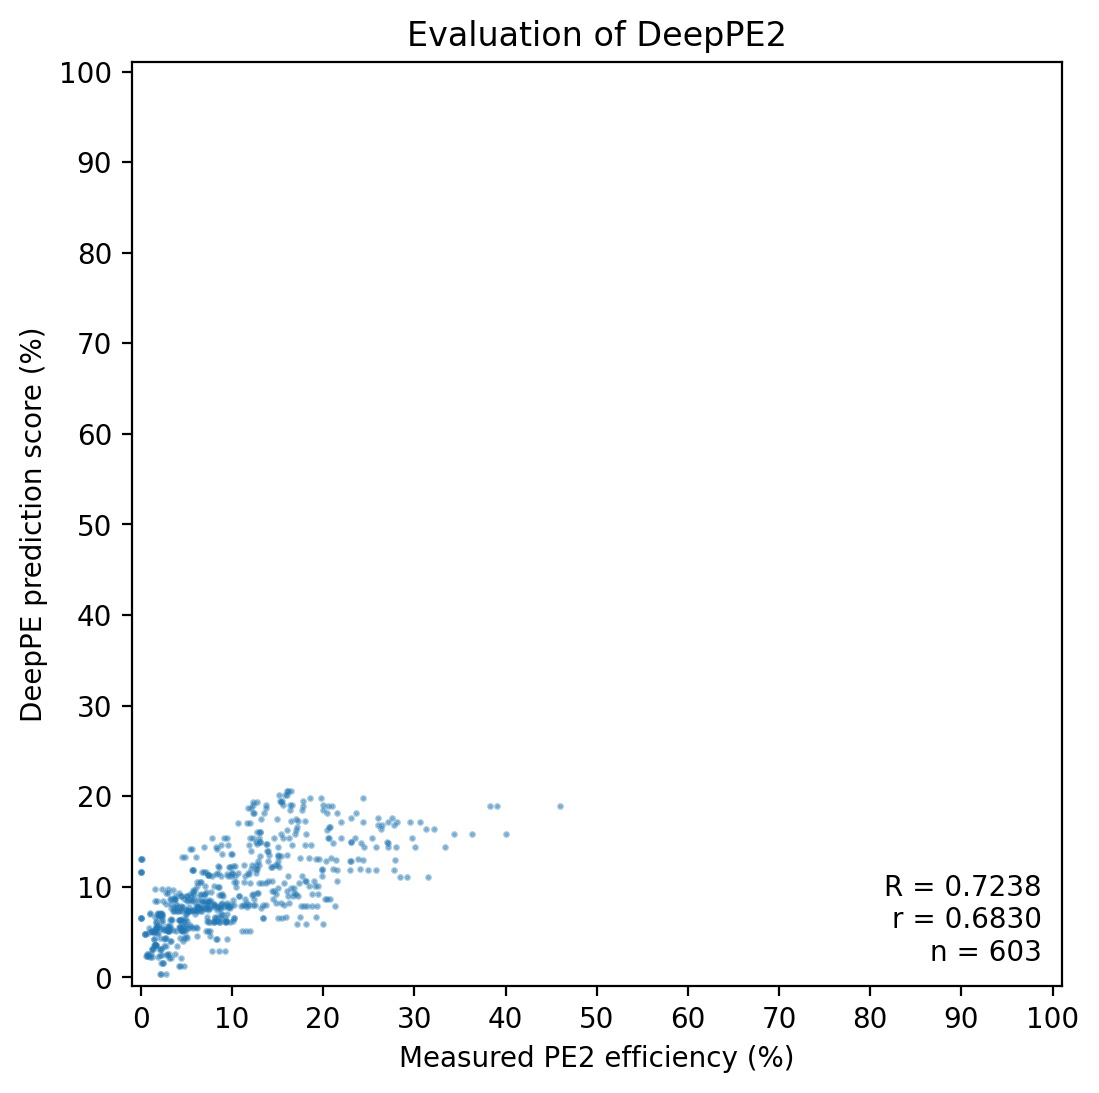 Evaluation of DeepPE2
100
90
80
70
60
50
40
30
20
10
0
DeepPE prediction score (%)
R = 0.7238
r = 0.6830
n = 603
0 10 20 30 40 50 60 70 80 90 100
Measured PE2 efficiency (%)